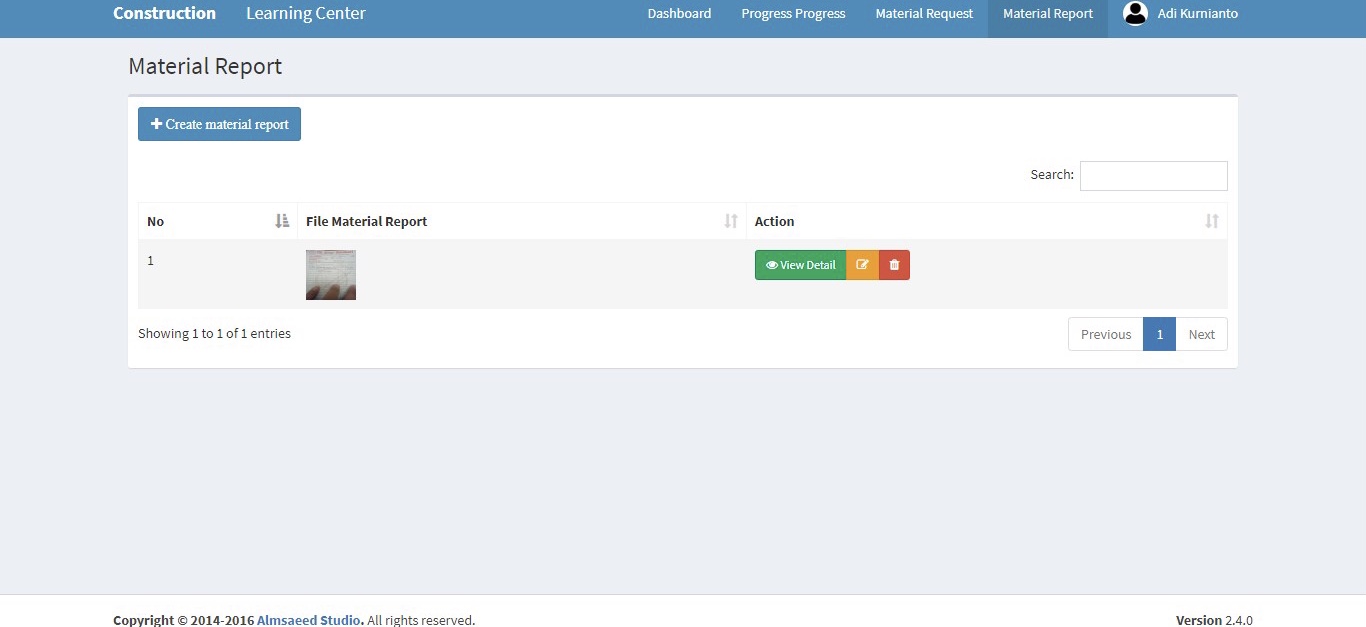 Construction Learning Center Dashboard Progress Progress Material Request Material Report Adi Kurnianto
Material Report
Create material report
Search:
No File Material Report Action
1 View Detail
Showing 1 to 1 of 1 entries Previous 1 Next
Copyright © 2014-2016 Almsaeed Studio. All rights reserved. Version 2.4.0